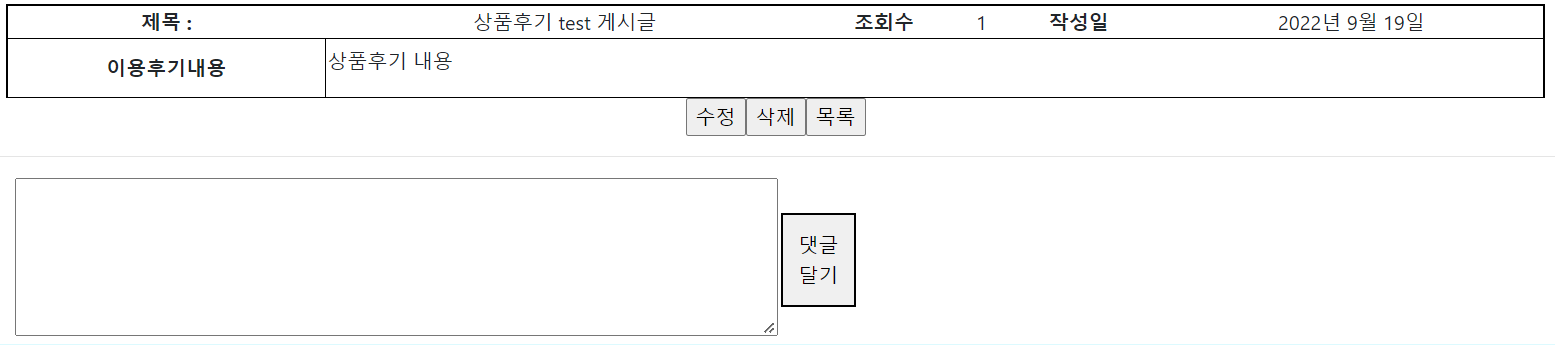 제목 : 상품후기 test 게시글 조회수 1 작성일 2022년 9월 19일
이용후기내용 상품후기 내용
수정 삭제 목록
댓글
달기